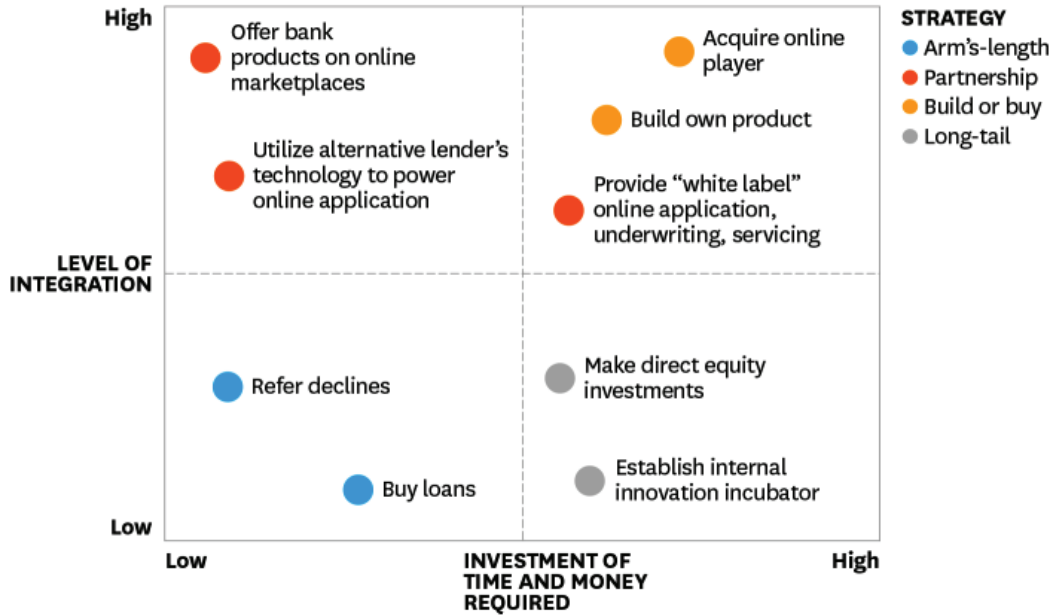 High
Offer bank
products on online
marketplaces
Utilize alternative lender’s
technology to power
online application
Acquire online
player
Build own product
Provide “white label”
online application,
underwriting, servicing
STRATEGY
Arm’s-length
Partnership
Build or buy
Long-tail
LEVEL OF
INTEGRATION
Refer declines
Buy loans
Make direct equity
investments
Establish internal
innovation incubator
Low
Low
INVESTMENT OF
TIME AND MONEY
REQUIRED
High